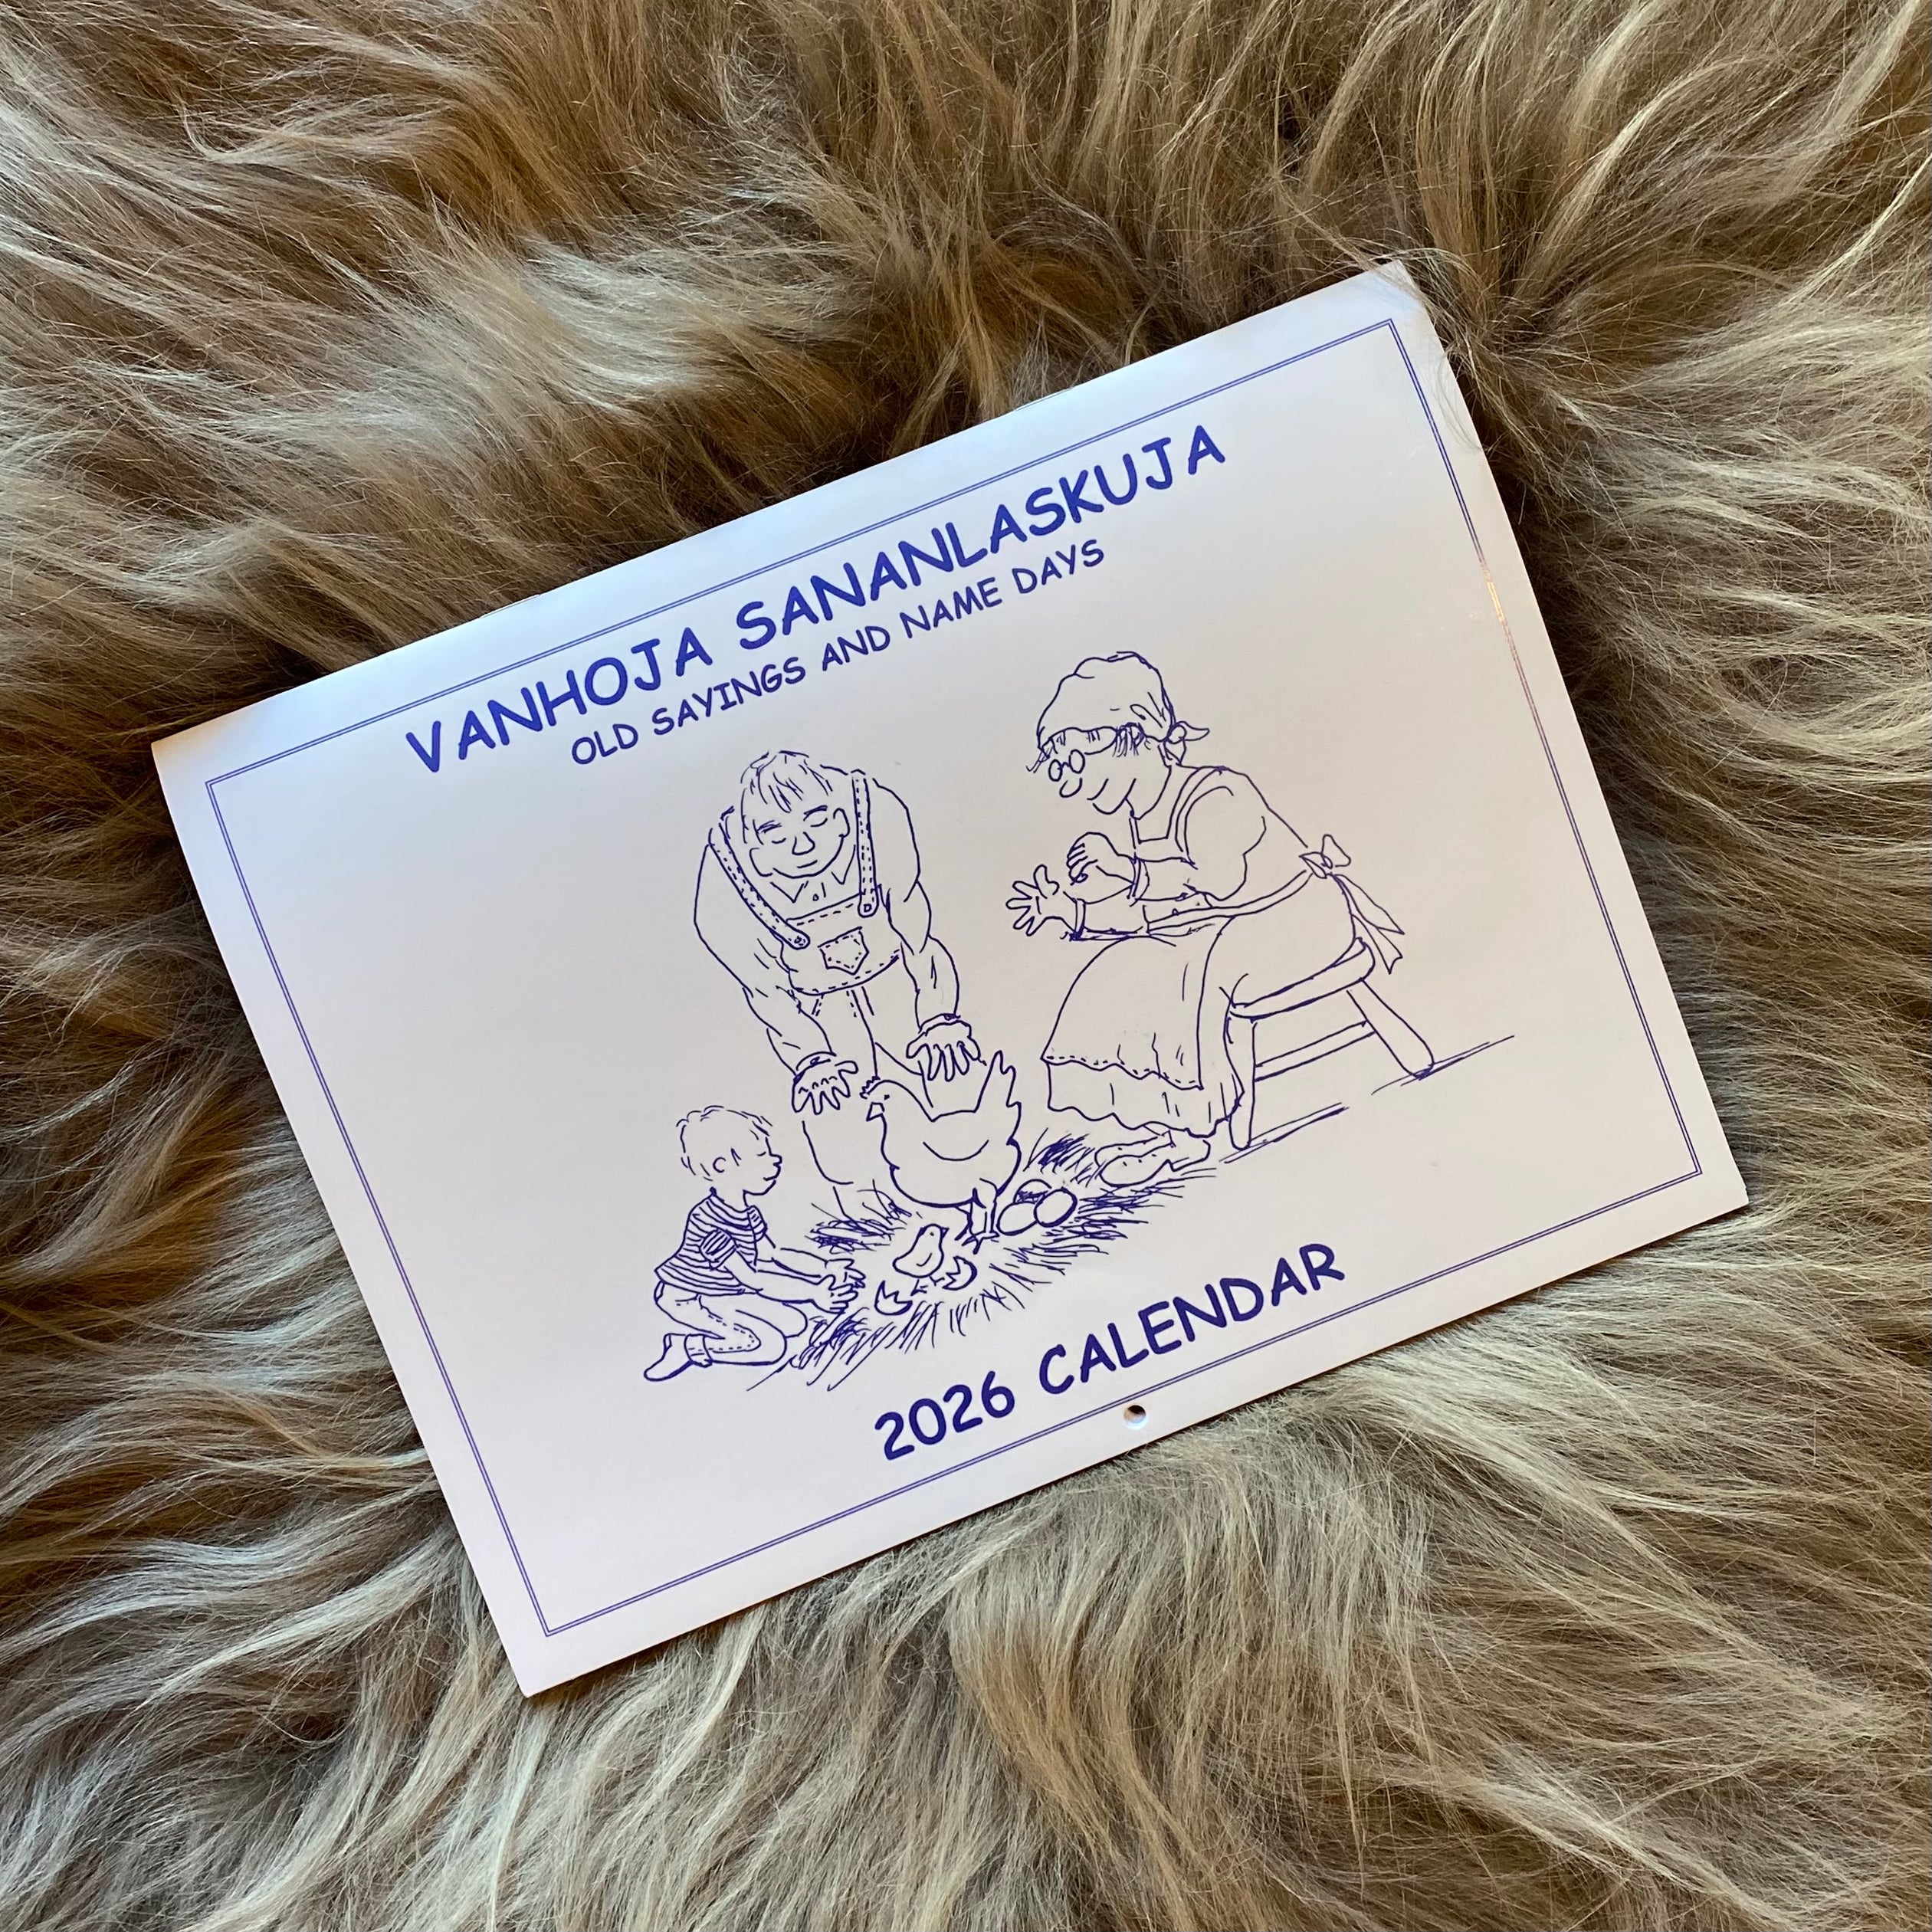 VANHOJA SANANLASKUJA
OLD SAYINGS AND NAME DAYS
2026 CALENDAR